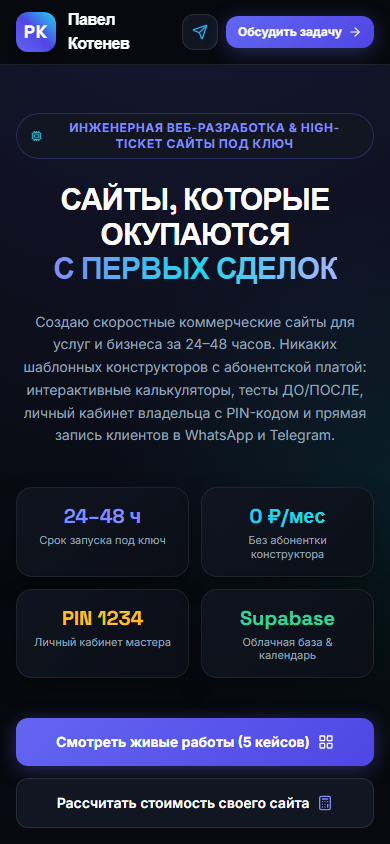 PK
Павел
Котенев
Обсудить задачу
ИНЖЕНЕРНАЯ ВЕБ-РАЗРАБОТКА & HIGH-
TICKET САЙТЫ ПОД КЛЮЧ
САЙТЫ, КОТОРЫЕ
ОКУПАЮТСЯ
С ПЕРВЫХ СДЕЛОК
Создаю скоростные коммерческие сайты для
услуг и бизнеса за 24–48 часов. Никаких
шаблонных конструкторов с абонентской платой:
интерактивные калькуляторы, тесты ДО/ПОСЛЕ,
личный кабинет владельца с PIN-кодом и прямая
запись клиентов в WhatsApp и Telegram.
24–48 ч
Срок запуска под ключ
0 ₽/мес
Без абонентки
конструктора
PIN 1234
Личный кабинет мастера
Supabase
Облачная база &
календарь
Смотреть живые работы (5 кейсов)
Рассчитать стоимость своего сайта